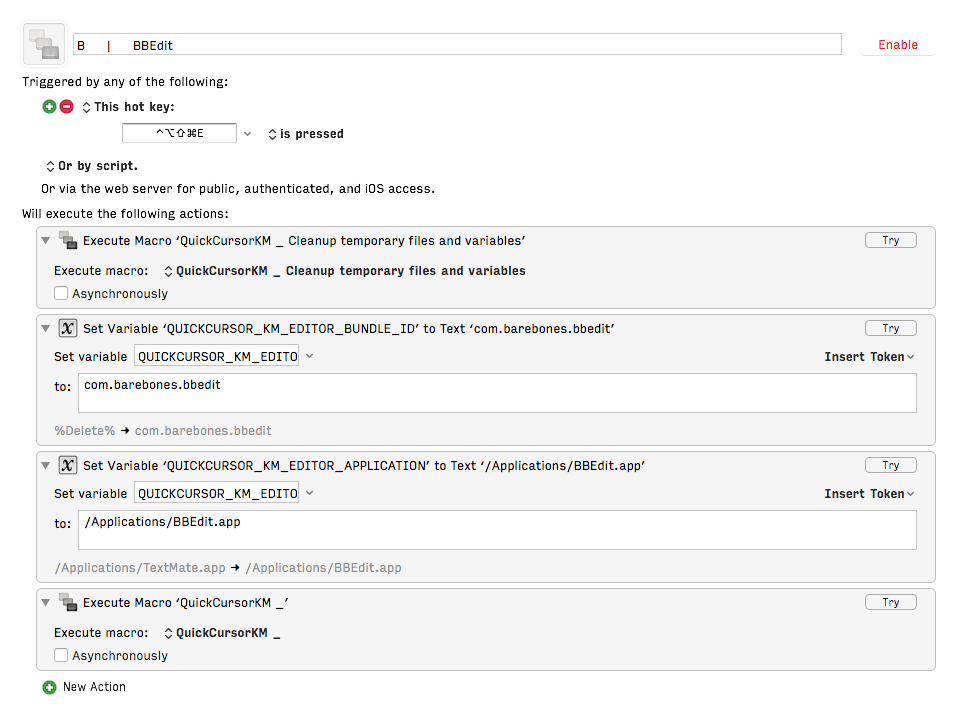 B | BBEdit
Enable
Triggered by any of the following:
This hot key:
^⌥⇧⌘E
is pressed
Or by script.
Or via the web server for public, authenticated, and iOS access.
Will execute the following actions:
Execute Macro ‘QuickCursorKM _ Cleanup temporary files and variables’
Try
Execute macro: QuickCursorKM _ Cleanup temporary files and variables
Asynchronously
Set Variable ‘QUICKCURSOR_KM_EDITOR_BUNDLE_ID’ to Text ‘com.barebones.bbedit’
Try
Set variable QUICKCURSOR_KM_EDITO
Insert Token
to: com.barebones.bbedit
%Delete% → com.barebones.bbedit
Set Variable ‘QUICKCURSOR_KM_EDITOR_APPLICATION’ to Text ‘/Applications/BBEdit.app’
Try
Set variable QUICKCURSOR_KM_EDITO
Insert Token
to: /Applications/BBEdit.app
/Applications/TextMate.app → /Applications/BBEdit.app
Execute Macro ‘QuickCursorKM _’
Try
Execute macro: QuickCursorKM _
Asynchronously
New Action